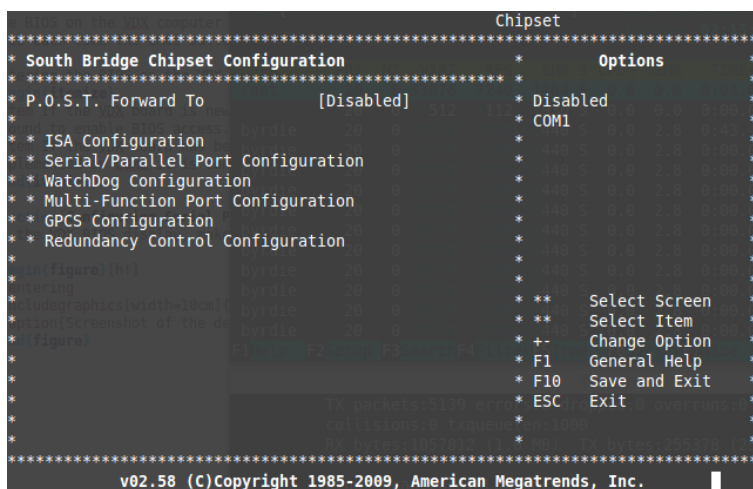 Chipset
********************************************************************************
* South Bridge Chipset Configuration * Options
* *************************************************** *
* P.O.S.T. Forward To [Disabled] * Disabled
* * COM1
* * ISA Configuration *
* * Serial/Parallel Port Configuration *
* * WatchDog Configuration *
* * Multi-Function Port Configuration *
* * GPCS Configuration *
* * Redundancy Control Configuration *
* *
* *
* * ** Select Screen
* * ** Select Item
* * +- Change Option
* * F1 General Help
* * F10 Save and Exit
* * ESC Exit
* *
* *
********************************************************************************
v02.58 (C)Copyright 1985-2009, American Megatrends, Inc.